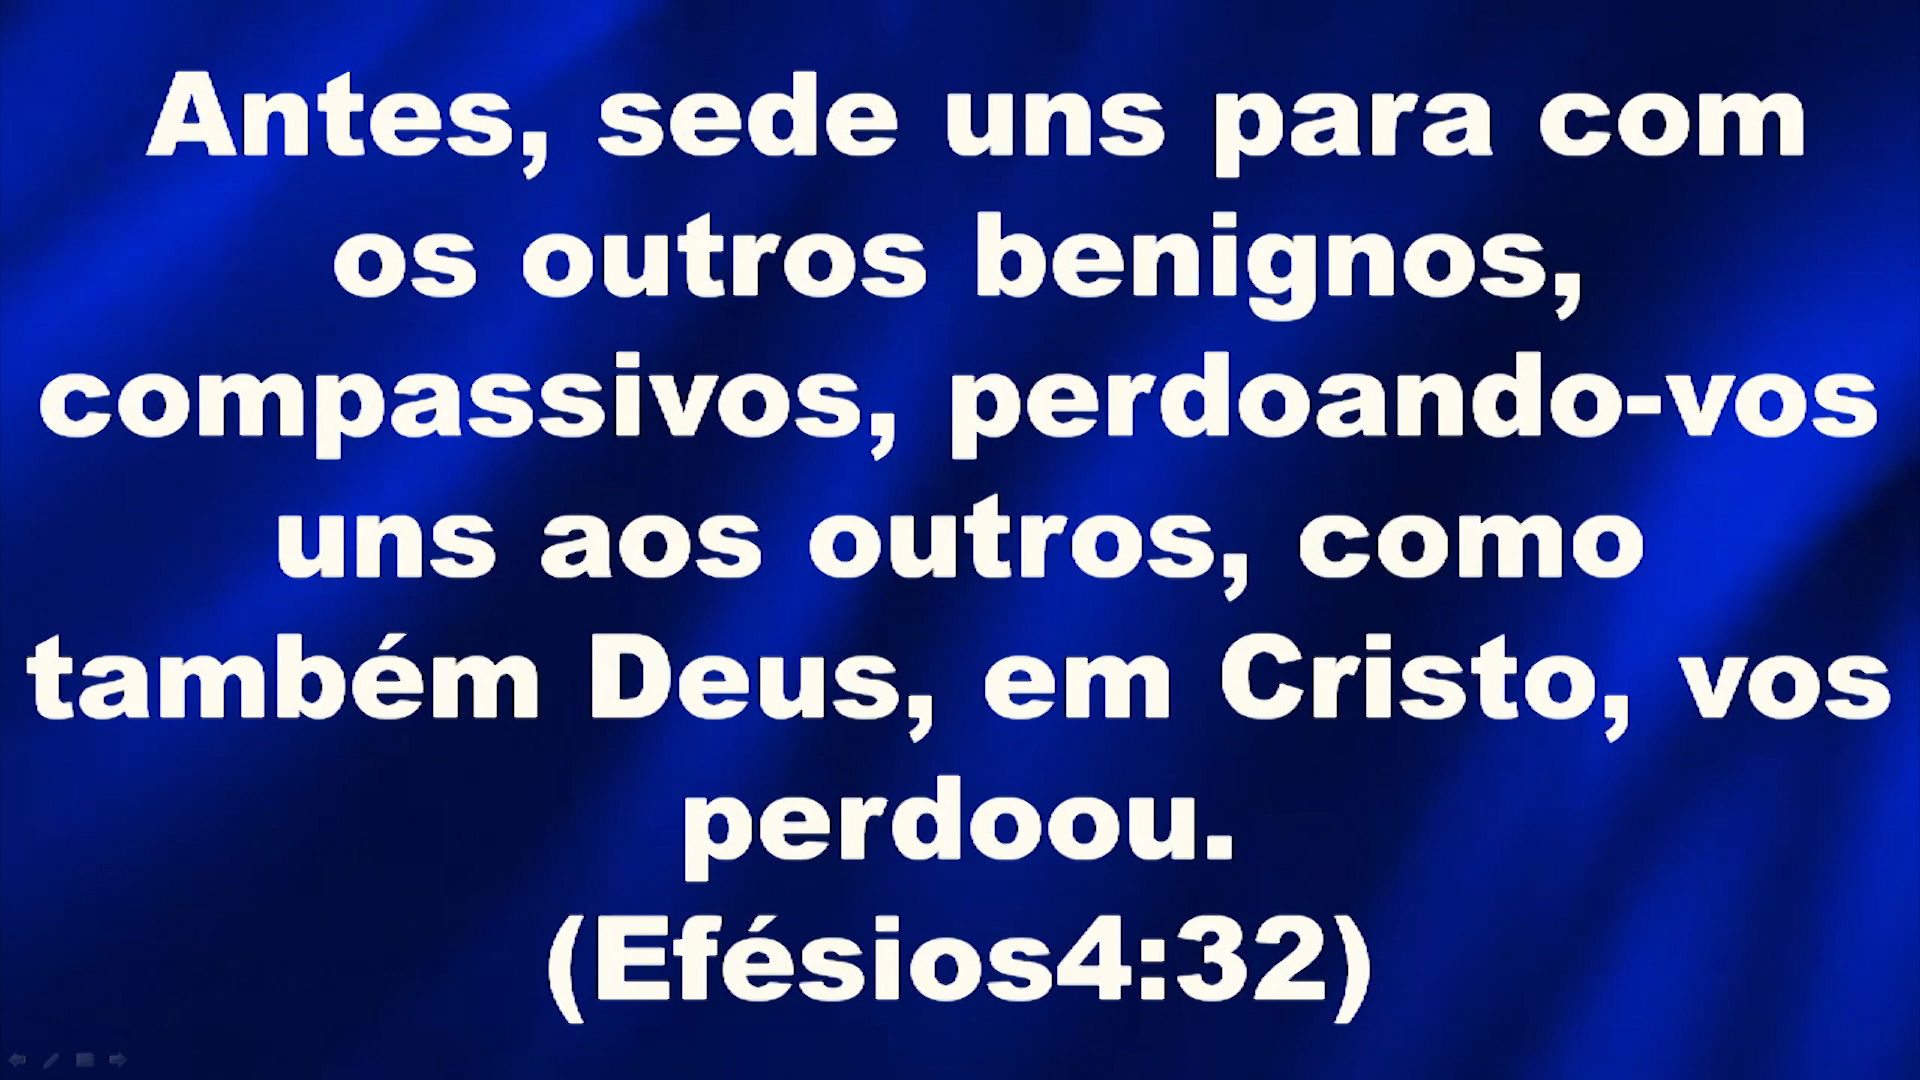 Antes, sede uns para com
os outros benignos,
compassivos, perdoando-vos
uns aos outros, como
também Deus, em Cristo, vos
perdoou.
(Efésios4:32)